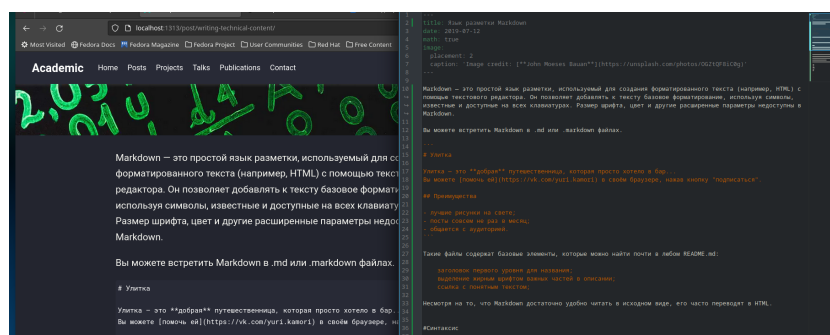 localhost:1313/post/writing-technical-content/
Most Visited Fedora Docs Fedora Magazine Fedora Project User Communities Red Hat Free Content
Academic Home Posts Projects Talks Publications Contact
Markdown — это простой язык разметки, используемый для со
форматированного текста (например, HTML) с помощью текст
редактора. Он позволяет добавлять к тексту базовое формати
используя символы, известные и доступные на всех клавиату
Размер шрифта, цвет и другие расширенные параметры недос
Markdown.
Вы можете встретить Markdown в .md или .markdown файлах.
# Улитка
Улитка — это **добрая** путешественница, которая просто хотело в бар.
Вы можете [помочь ей](https://vk.com/yuri.kamori) в своём браузере, на
title: Язык разметки Markdown
date: 2019-07-12
math: true
image:
placement: 2
---
Markdown — это простой язык разметки, используемый для создания форматированного текста (например, HTML) с
помощью текстового редактора. Он позволяет добавлять к тексту базовое форматирование, используя символы,
известные и доступные на всех клавиатурах. Размер шрифта, цвет и другие расширенные параметры недоступны в
Markdown.
Вы можете встретить Markdown в .md или .markdown файлах.
```
# Улитка
Улитка — это **добрая** путешественница, которая просто хотело в бар...
Вы можете [помочь ей](https://vk.com/yuri.kamori) в своём браузере, нажав кнопку "подписаться".
## Преимущества
- лучшие рисунки на свете;
- посты совсем не раз в месяц;
- общается с аудиторией.
```
Такие файлы содержат базовые элементы, которые можно найти почти в любом README.md:
заголовок первого уровня для названия;
выделение жирным шрифтом важных частей в описании;
ссылка с понятным текстом;
Несмотря на то, что Markdown достаточно удобно читать в исходном виде, его часто переводят в HTML.
#Синтаксис